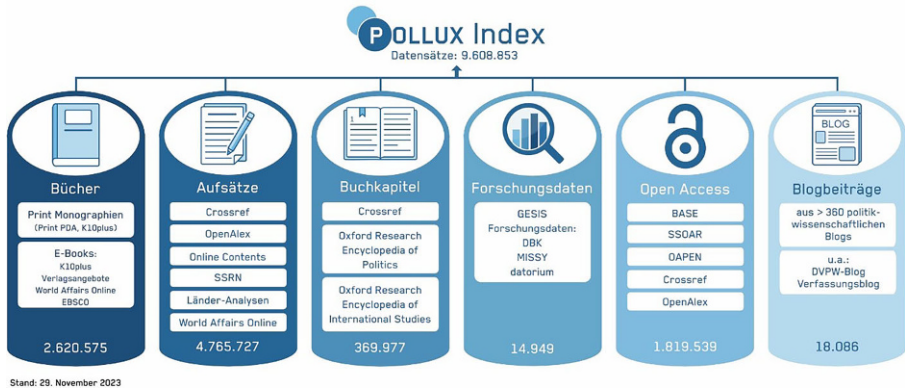 POLLUX Index
Datensätze: 9.608.853
Bücher
Print Monographien
(Print PDA, K10plus)
E-Books:
K10plus
Verlagsangebote
World Affairs Online
EBSCO
2.620.575
Aufsätze
Crossref
OpenAlex
Online Contents
SSRN
Länder-Analysen
World Affairs Online
4.765.727
1
Buchkapitel
Crossref
Oxford Research
Encyclopedia of
Politics
Oxford Research
Encyclopedia of
International Studies
369.977
Forschungsdaten
GESIS
Forschungsdaten:
DBK
MISSY
datorium
14.949
Open Access
BASE
SSOAR
OAPEN
Crossref
OpenAlex
1.819.539
BLOG
Blogbeiträge
aus > 360 politik-
wissenschaftlichen
Blogs
u.a.:
DVPW-Blog
Verfassungsblog
18.086
Stand: 29. November 2023